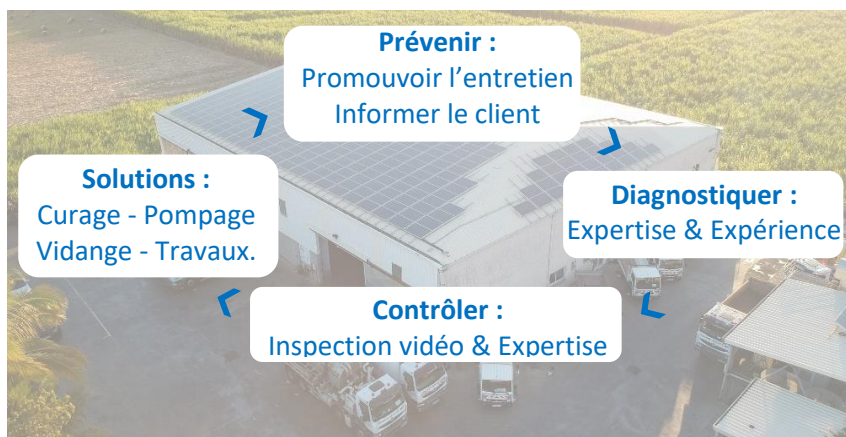 Prévenir :
Promouvoir l’entretien
Informer le client
Solutions :
Curage - Pompage
Vidange - Travaux.
Diagnostiquer :
Expertise & Expérience
Contrôler :
Inspection vidéo & Expertise